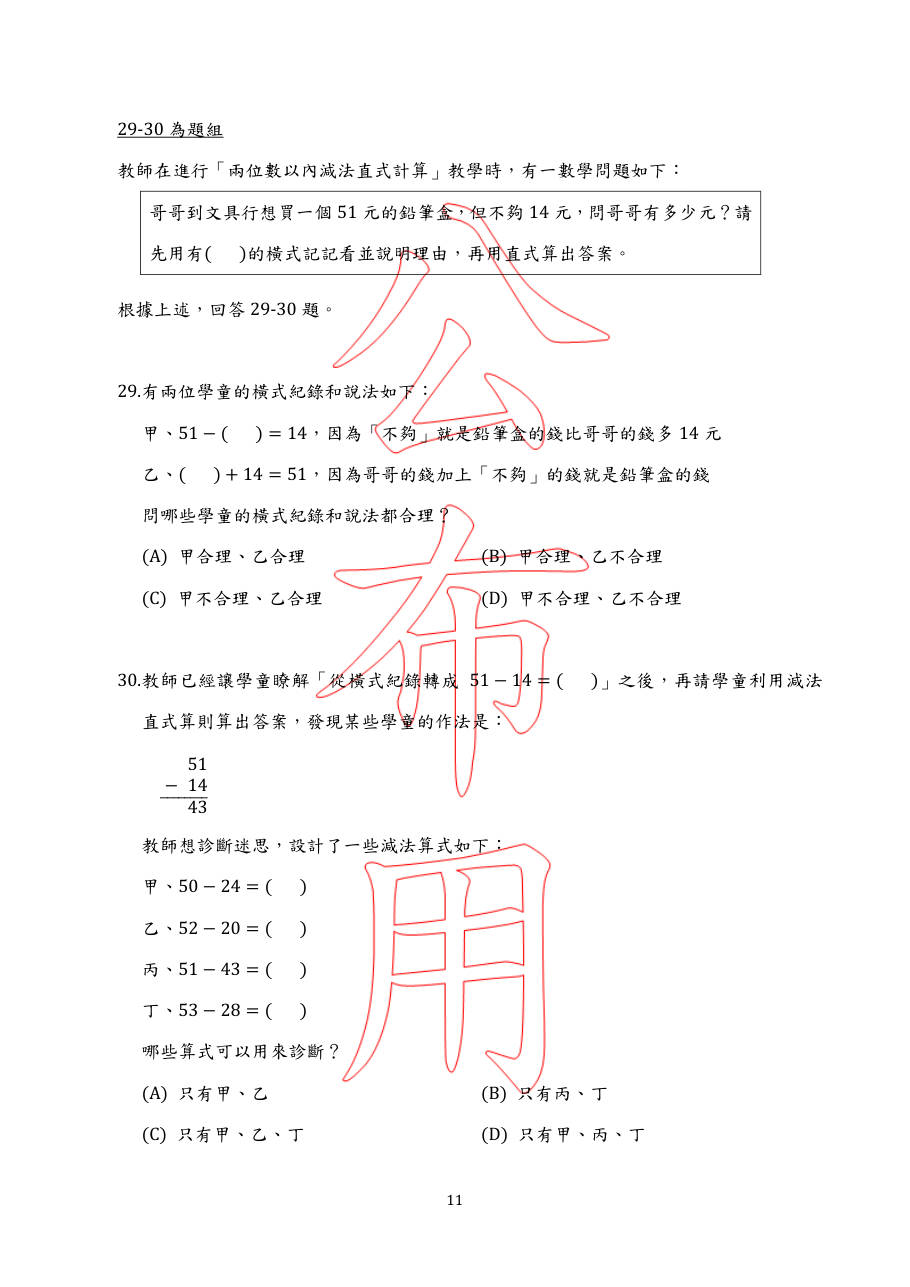 29-30 為題組
教師在進行「兩位數以內減法直式計算」教學時，有一數學問題如下：
哥哥到文具行想買一個 51 元的鉛筆盒，但不夠 14 元，問哥哥有多少元？請
先用有(　)的橫式記記看並說明理由，再用直式算出答案。
根據上述，回答 29-30 題。
29.有兩位學童的橫式紀錄和說法如下：
甲、51 − (　) = 14，因為「不夠」就是鉛筆盒的錢比哥哥的錢多 14 元
乙、(　) + 14 = 51，因為哥哥的錢加上「不夠」的錢就是鉛筆盒的錢
問哪些學童的橫式紀錄和說法都合理？
(A) 甲合理、乙合理　(B) 甲合理、乙不合理
(C) 甲不合理、乙合理　(D) 甲不合理、乙不合理
30.教師已經讓學童瞭解「從橫式紀錄轉成 51 − 14 = (　)」之後，再請學童利用減法
直式算則算出答案，發現某些學童的作法是：
51
− 14
43
教師想診斷迷思，設計了一些減法算式如下：
甲、50 − 24 = (　)
乙、52 − 20 = (　)
丙、51 − 43 = (　)
丁、53 − 28 = (　)
哪些算式可以用來診斷？
(A) 只有甲、乙　(B) 只有丙、丁
(C) 只有甲、乙、丁　(D) 只有甲、丙、丁
11
公
布
用